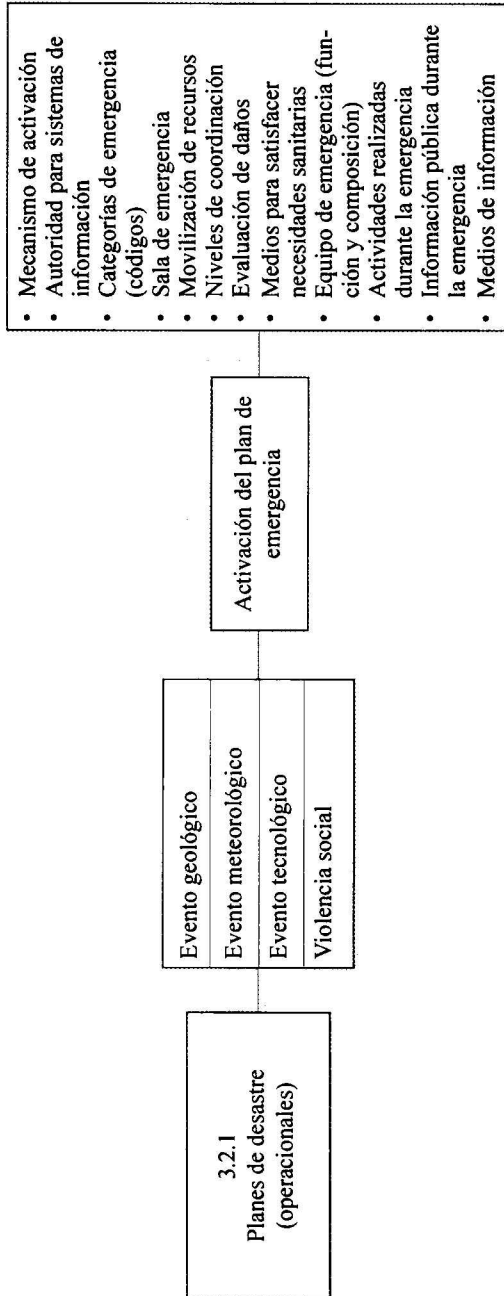 3.2.1
Planes de desastre
(operacionales)
Evento geológico
Evento meteorológico
Evento tecnológico
Violencia social
Activación del plan de
emergencia
• Mecanismo de activación
• Autoridad para sistemas de
información
• Categorías de emergencia
(códigos)
• Sala de emergencia
• Movilización de recursos
• Niveles de coordinación
• Evaluación de daños
• Medios para satisfacer
necesidades sanitarias
• Equipo de emergencia (fun-
ción y composición)
• Actividades realizadas
durante la emergencia
• Información pública durante
la emergencia
• Medios de información